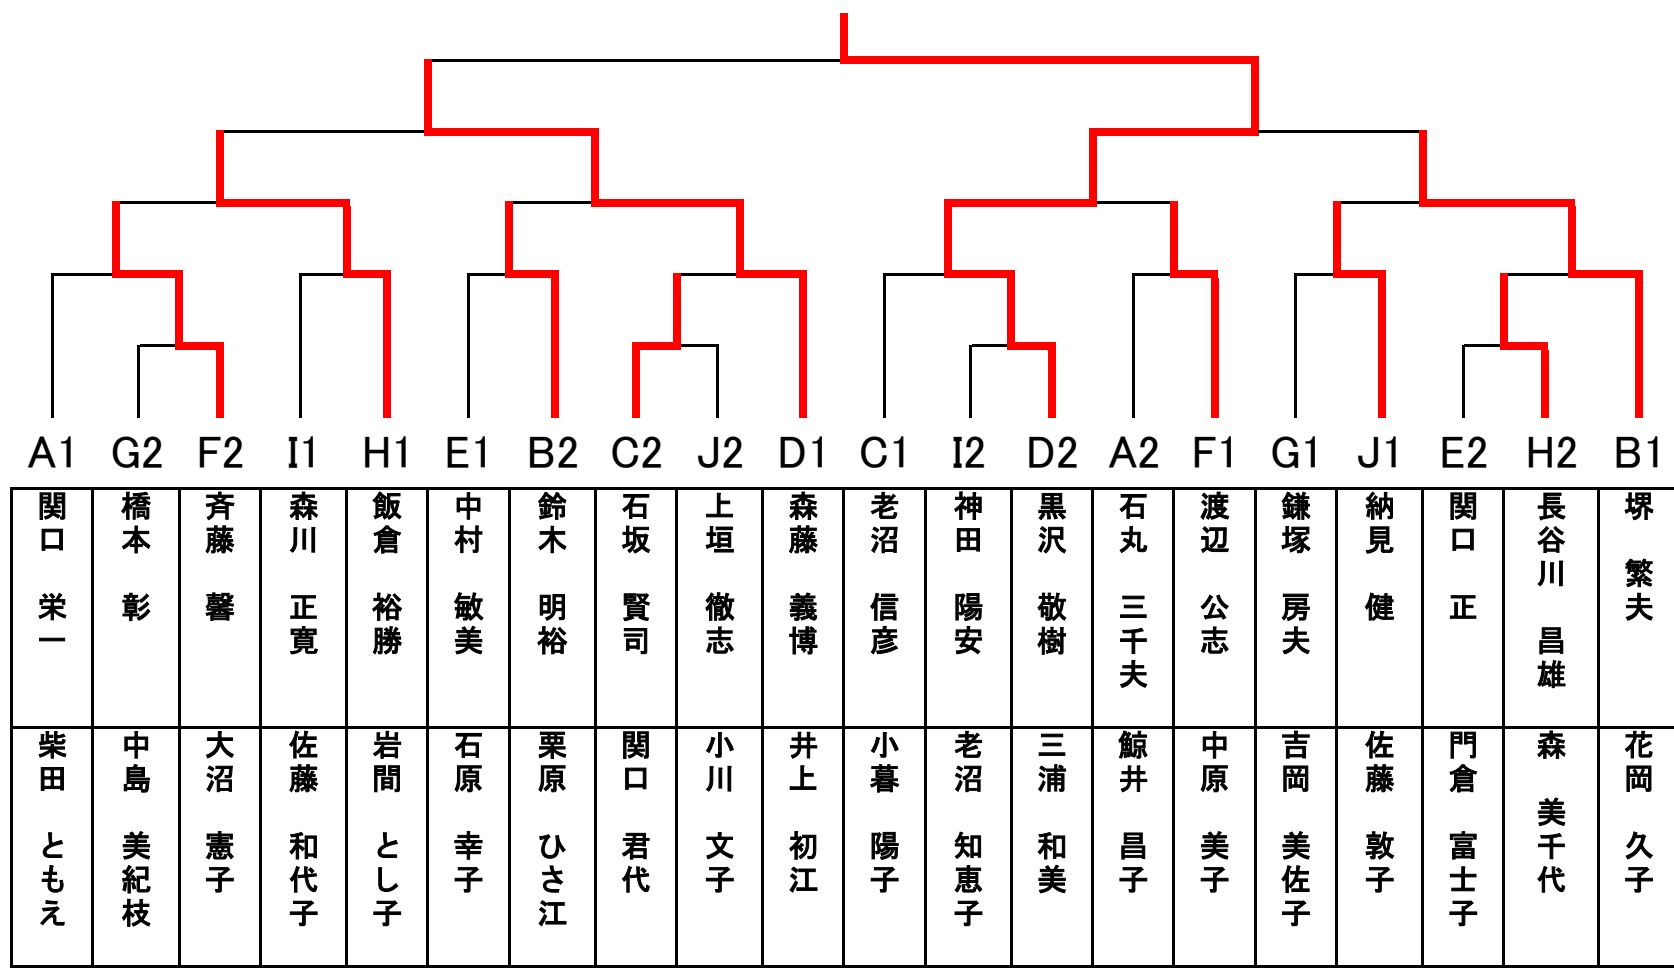 A1 G2 F2 I1 H1 E1 B2 C2 J2 D1 C1 I2 D2 A2 F1 G1 J1 E2 H2 B1
関口 栄一
橋本 彰
斉藤 馨
森川 正寛
飯倉 裕勝
中村 敏美
鈴木 明裕
石坂 賢司
上垣 徹志
森藤 義博
老沼 信彦
神田 陽安
黒沢 敬樹
石丸 三千夫
渡辺 公志
鎌塚 房夫
納見 健
関口 正
長谷川 昌雄
堺 繁夫
柴田 ともえ
中島 美紀枝
大沼 憲子
佐藤 和代子
岩間 とし子
石原 幸子
栗原 ひさ江
関口 君代
小川 文子
井上 初江
小暮 陽子
老沼 知恵子
三浦 和美
鯨井 昌子
中原 美子
吉岡 美佐子
佐藤 敦子
門倉 富士子
森 美千代
花岡 久子